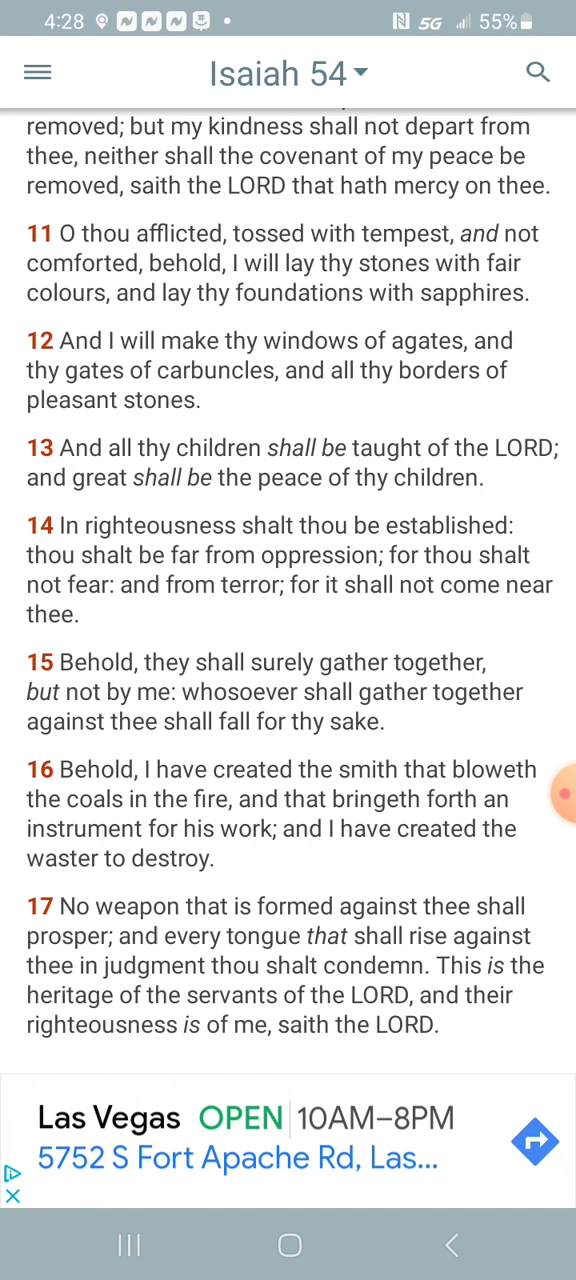 4:28
5G
55%
Isaiah 54
removed; but my kindness shall not depart from
thee, neither shall the covenant of my peace be
removed, saith the LORD that hath mercy on thee.
11 O thou afflicted, tossed with tempest, and not
comforted, behold, I will lay thy stones with fair
colours, and lay thy foundations with sapphires.
12 And I will make thy windows of agates, and
thy gates of carbuncles, and all thy borders of
pleasant stones.
13 And all thy children shall be taught of the LORD;
and great shall be the peace of thy children.
14 In righteousness shalt thou be established:
thou shalt be far from oppression; for thou shalt
not fear: and from terror; for it shall not come near
thee.
15 Behold, they shall surely gather together,
but not by me: whosoever shall gather together
against thee shall fall for thy sake.
16 Behold, I have created the smith that bloweth
the coals in the fire, and that bringeth forth an
instrument for his work; and I have created the
waster to destroy.
17 No weapon that is formed against thee shall
prosper; and every tongue that shall rise against
thee in judgment thou shalt condemn. This is the
heritage of the servants of the LORD, and their
righteousness is of me, saith the LORD.
Las Vegas OPEN 10AM–8PM
5752 S Fort Apache Rd, Las...